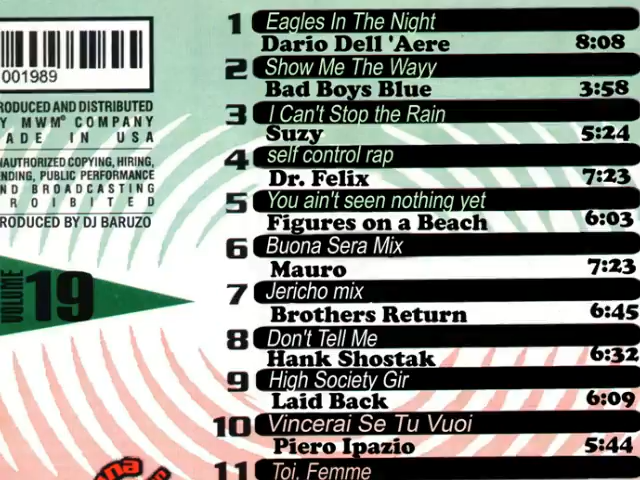 001989
RODUCED AND DISTRIBUTED
Y MWM® COMPANY
ADE IN USA
NAUTHORIZED COPYING, HIRING,
NDING, PUBLIC PERFORMANCE
ND BROADCASTING
ROIBITED
RODUCED BY DJ BARUZO
VOLUME 19
1 Eagles In The Night
Dario Dell 'Aere 8:08
2 Show Me The Wayy
Bad Boys Blue 3:58
3 I Can't Stop the Rain
Suzy 5:24
4 self control rap
Dr. Felix 7:23
5 You ain't seen nothing yet
Figures on a Beach 6:03
6 Buona Sera Mix
Mauro 7:23
7 Jericho mix
Brothers Return 6:45
8 Don't Tell Me
Hank Shostak 6:32
9 High Society Gir
Laid Back 6:09
10 Vincerai Se Tu Vuoi
Piero Ipazio 5:44
11 Toi, Femme